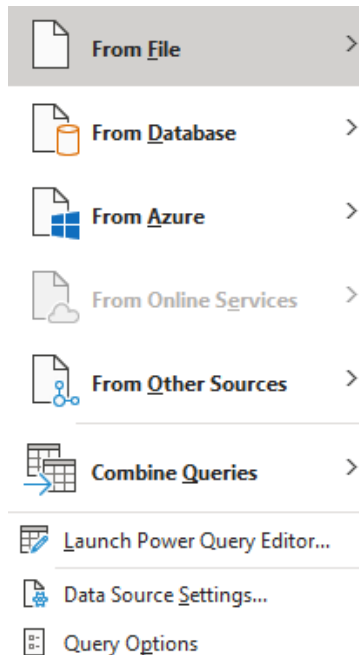 From File
From Database
From Azure
From Online Services
From Other Sources
Combine Queries
Launch Power Query Editor...
Data Source Settings...
Query Options